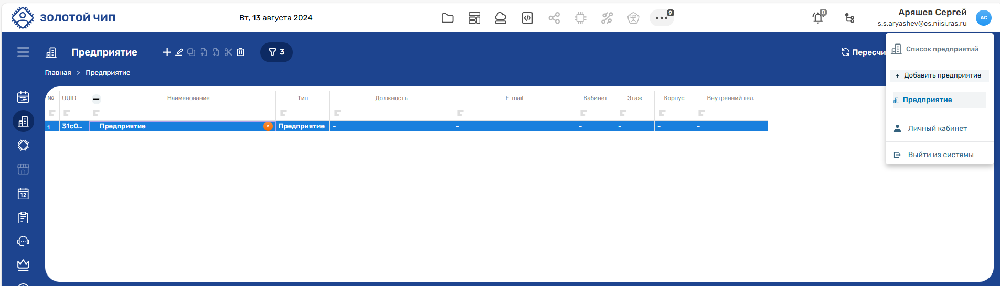 ЗОЛОТОЙ ЧИП
Вт, 13 августа 2024
9
0
Аряшев Сергей
s.s.aryashev@cs.niisi.ras.ru
АС
Предприятие
3
Пересчи
Главная > Предприятие
Список предприятий
+ Добавить предприятие
Предприятие
Личный кабинет
Выйти из системы
№ UUID Наименование Тип Должность E-mail Кабинет Этаж Корпус Внутренний тел.
1 31c0... Предприятие Предприятие - - - - - -
12